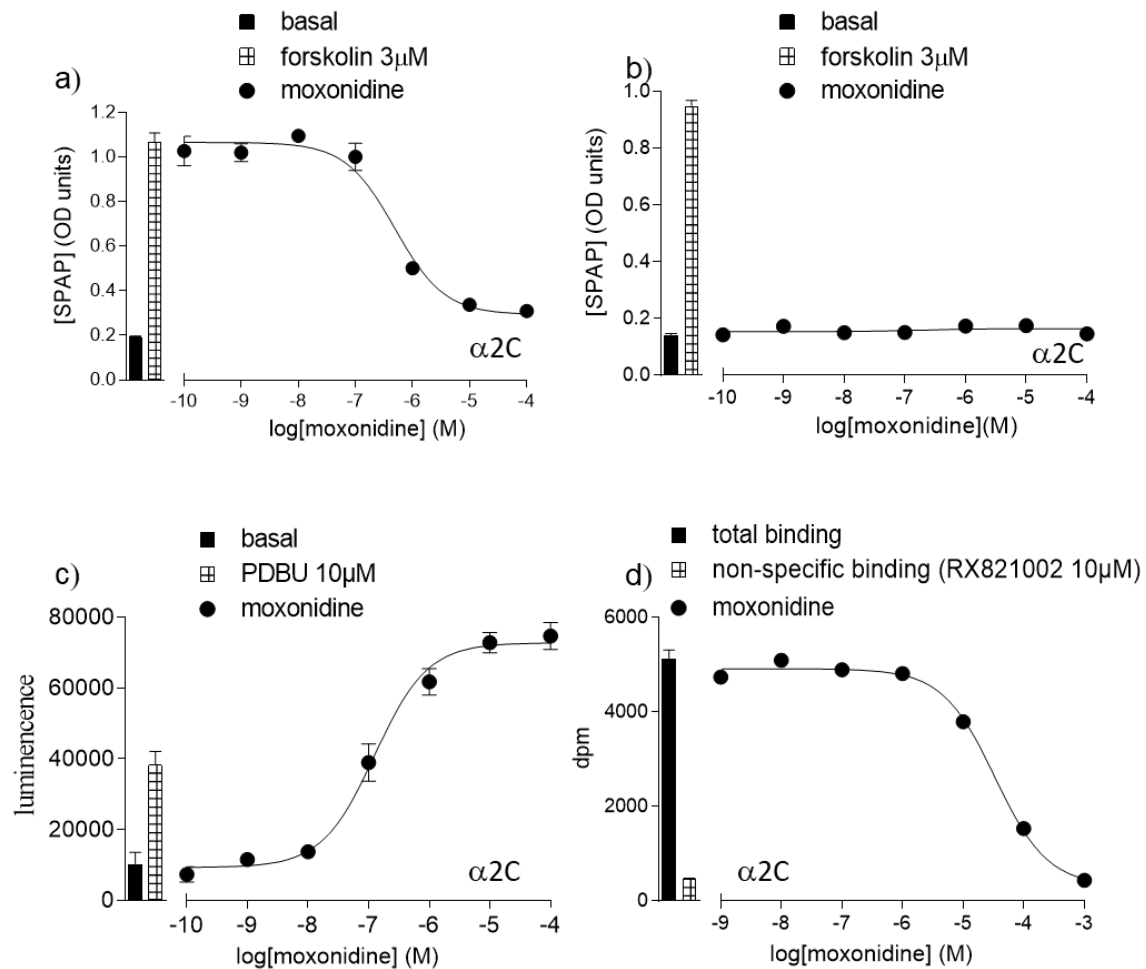 a)
basal
forskolin 3μM
moxonidine
[SPAP] (OD units)
1.2
1.0
0.8
0.6
0.4
0.2
0.0
α2C
-10 -9 -8 -7 -6 -5 -4
log[moxonidine] (M)
b)
basal
forskolin 3μM
moxonidine
[SPAP] (OD units)
1.0
0.8
0.6
0.4
0.2
0.0
α2C
-10 -9 -8 -7 -6 -5 -4
log[moxonidine](M)
c)
basal
PDBU 10μM
moxonidine
luminencence
80000
60000
40000
20000
0
α2C
-10 -9 -8 -7 -6 -5 -4
log[moxonidine] (M)
d)
total binding
non-specific binding (RX821002 10μM)
moxonidine
dpm
6000
4000
2000
0
α2C
-9 -8 -7 -6 -5 -4 -3
log[moxonidine] (M)